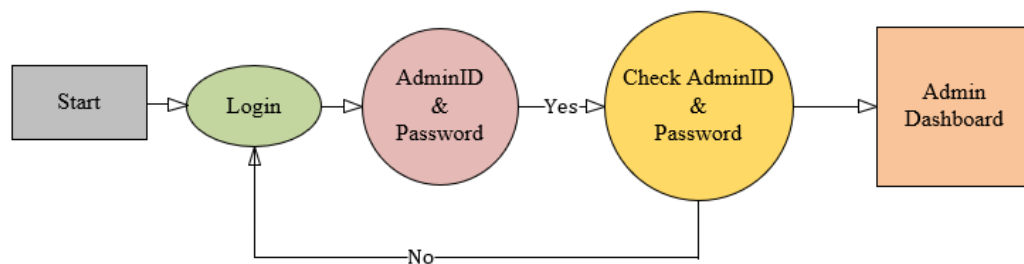 Start
Login
AdminID
&
Password
Yes
Check AdminID
&
Password
Admin
Dashboard
No